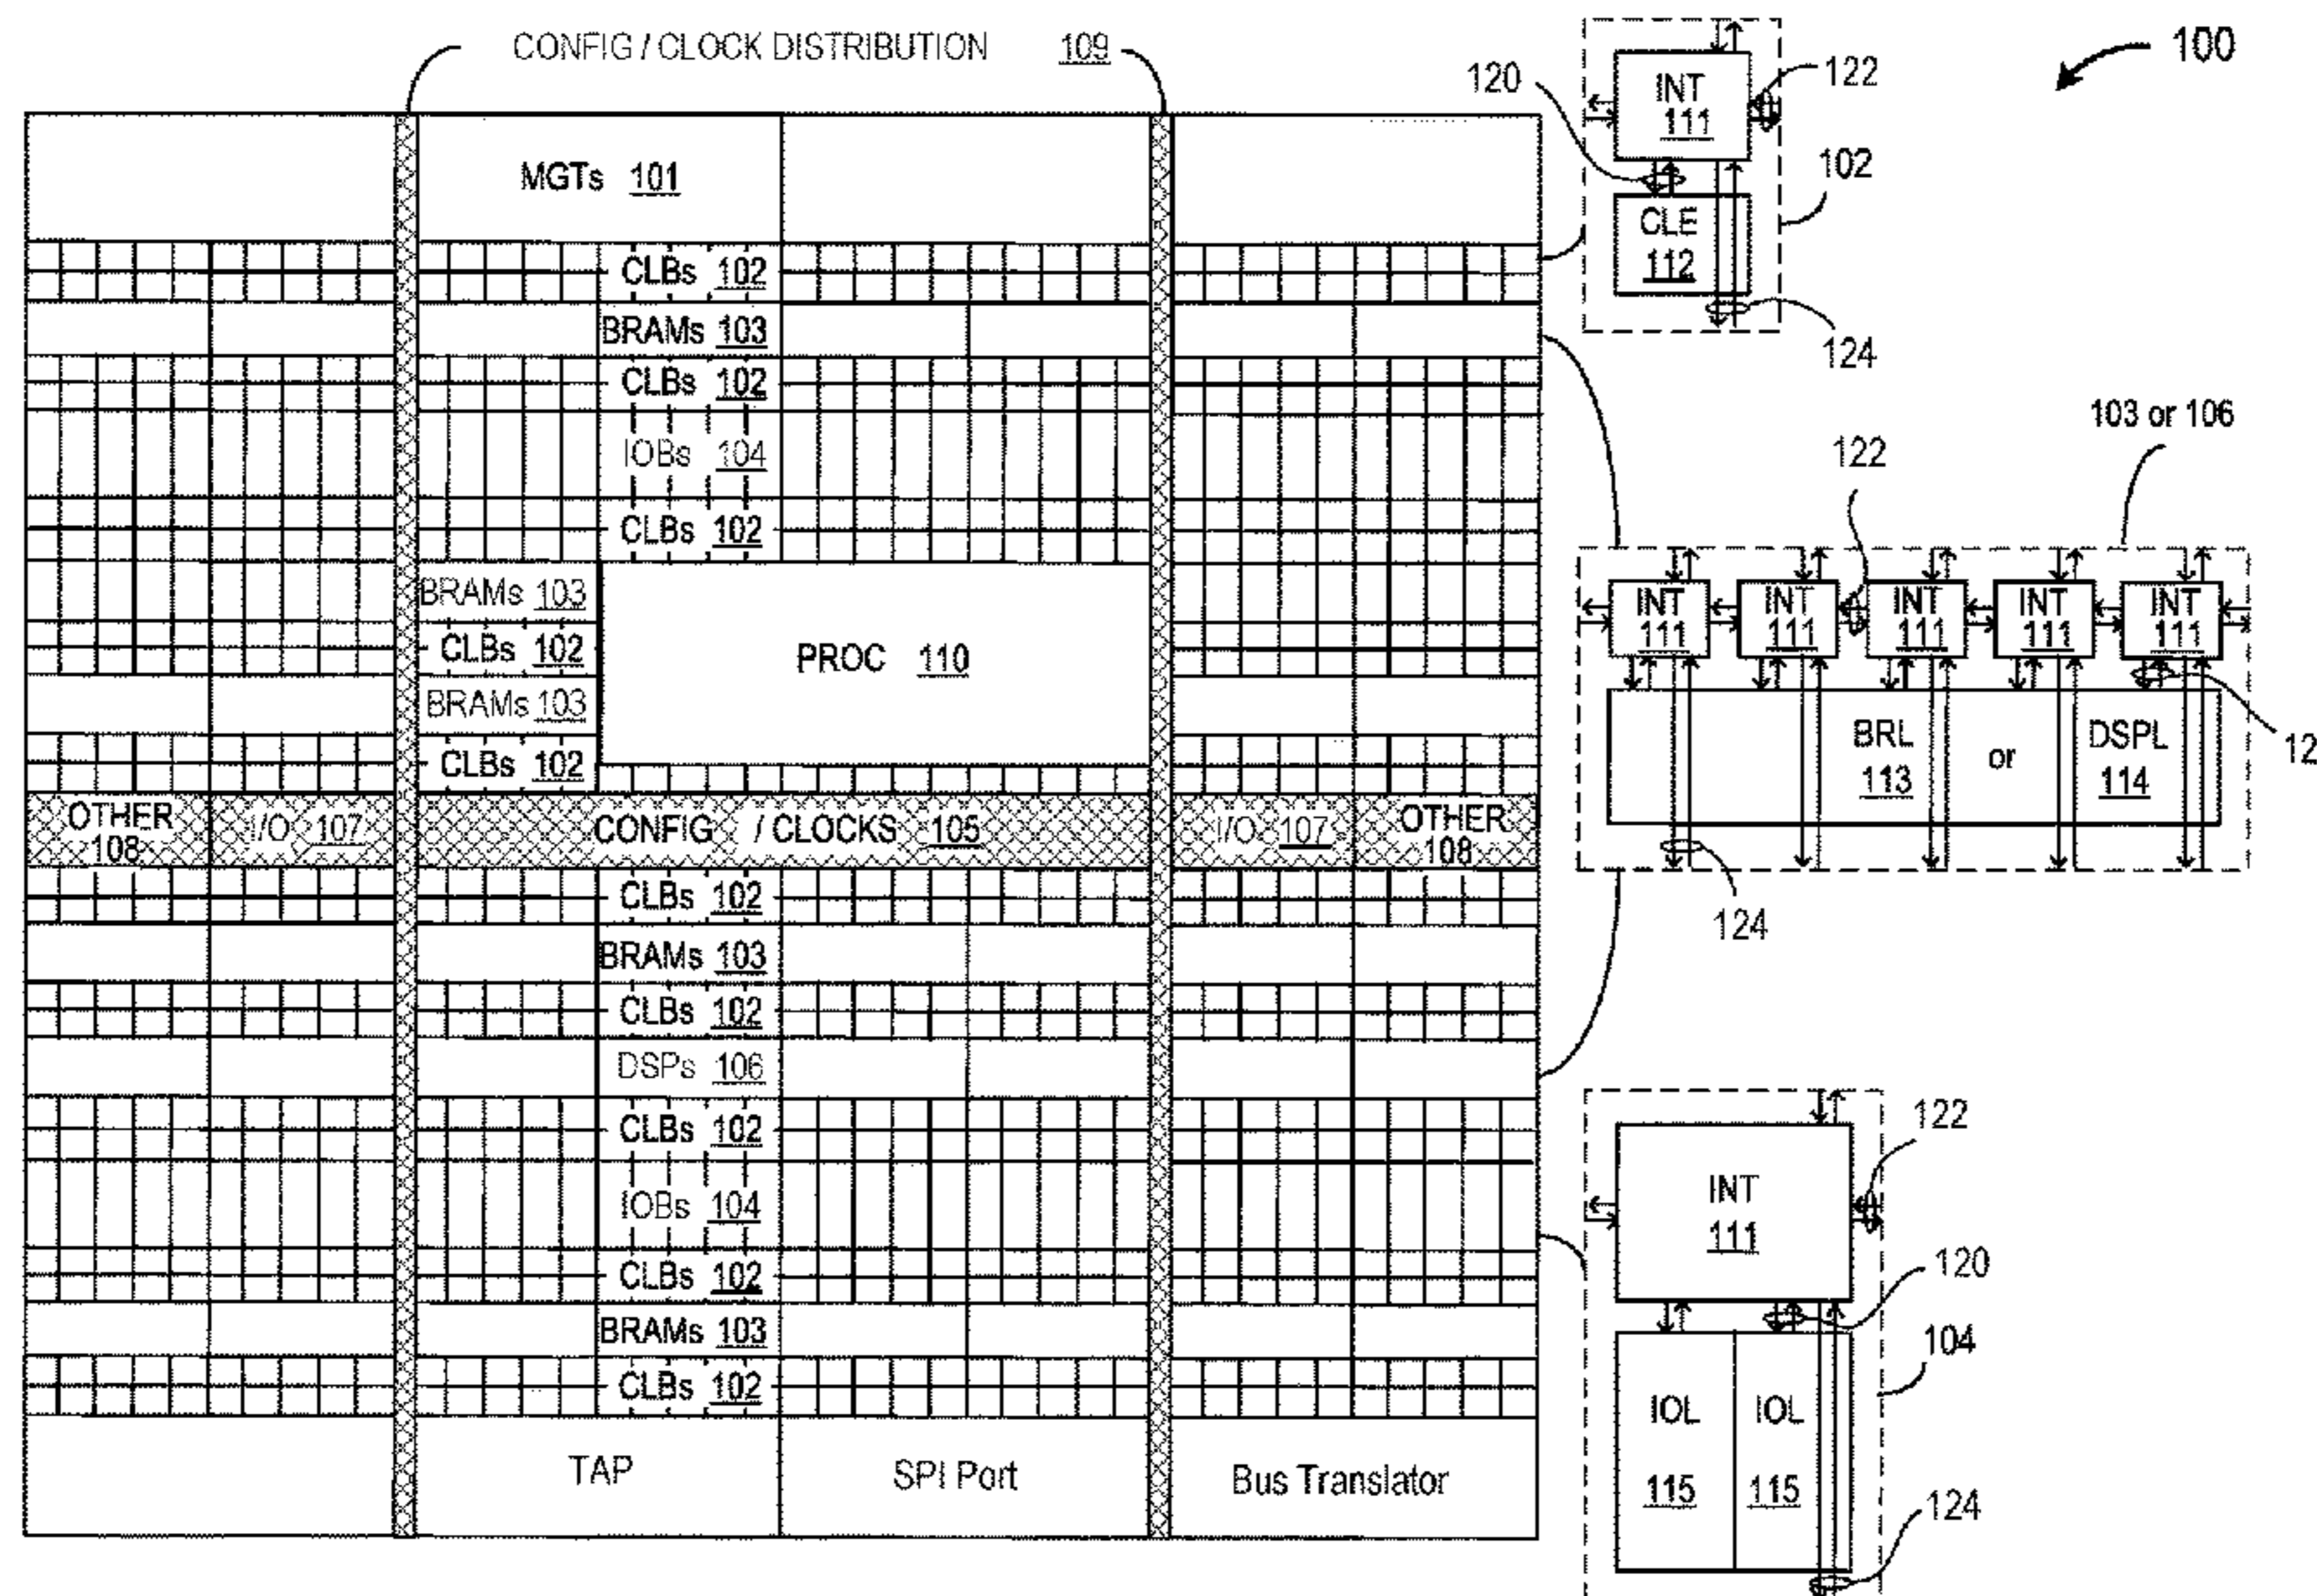 CONFIG / CLOCK DISTRIBUTION 109
100
MGTs 101
CLBs 102
BRAMs 103
CLBs 102
IOBs 104
CLBs 102
BRAMs 103
CLBs 102
BRAMs 103
CLBs 102
PROC 110
OTHER 108
I/O 107
CONFIG / CLOCKS 105
I/O 107
OTHER 108
CLBs 102
BRAMs 103
CLBs 102
DSPs 106
CLBs 102
IOBs 104
CLBs 102
BRAMs 103
CLBs 102
TAP
SPI Port
Bus Translator
120
INT
111
122
102
CLE
112
124
103 or 106
122
INT
111
INT
111
INT
111
INT
111
INT
111
BRL
113
or
DSPL
114
12
124
INT
111
122
120
104
IOL
115
IOL
115
124